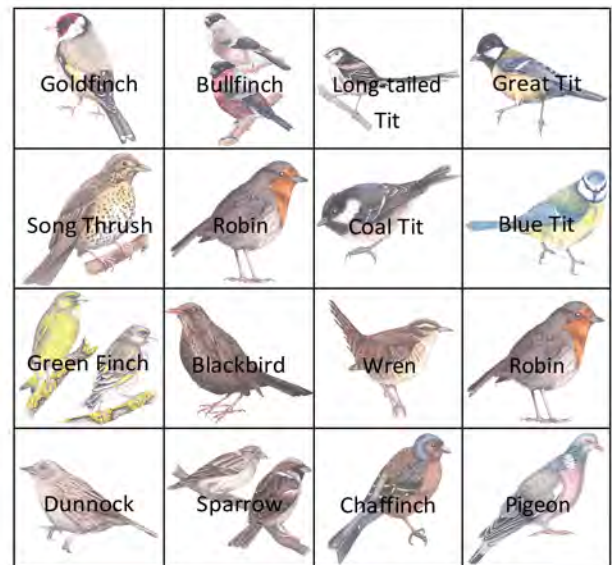 Goldfinch
Bullfinch
Long-tailed
Tit
Great Tit
Song Thrush
Robin
Coal Tit
Blue Tit
Green Finch
Blackbird
Wren
Robin
Dunnock
Sparrow
Chaffinch
Pigeon